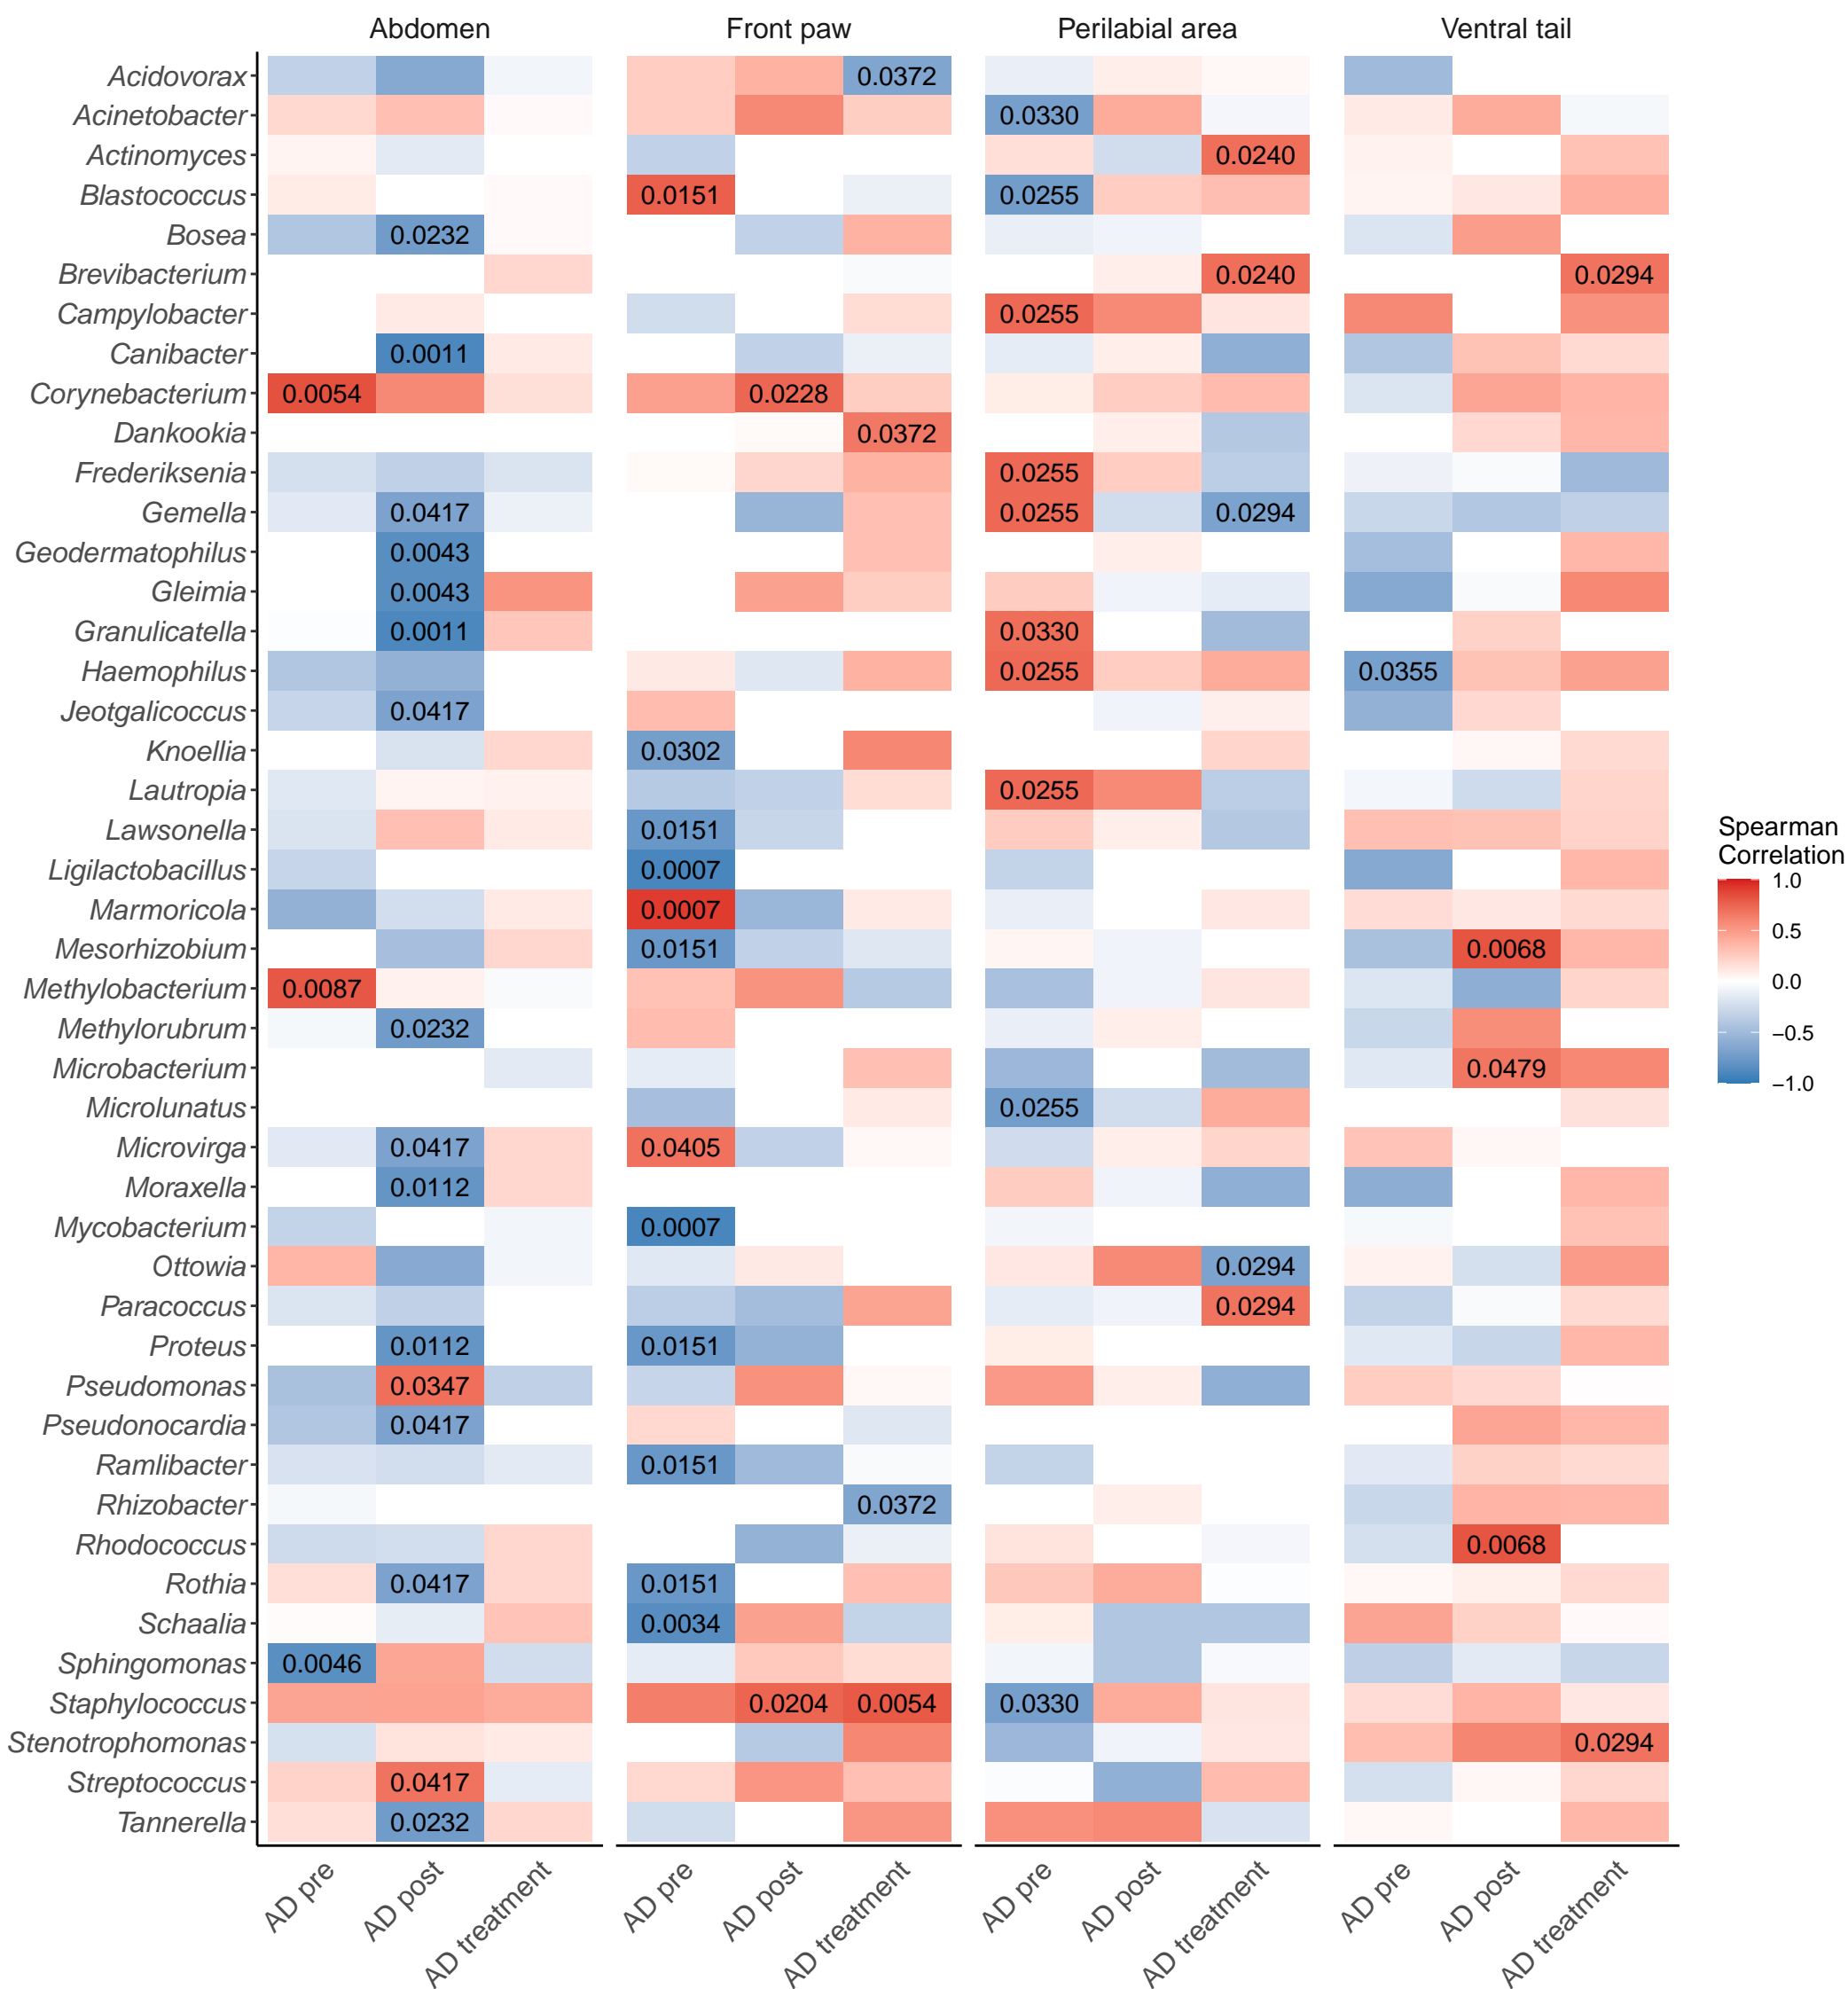 Abdomen Front paw Perilabial area Ventral tail
Acidovorax 0.0372
Acinetobacter 0.0330
Actinomyces 0.0240
Blastococcus 0.0151 0.0255
Bosea 0.0232
Brevibacterium 0.0240 0.0294
Campylobacter 0.0255
Canibacter 0.0011
Corynebacterium 0.0054 0.0228
Dankookia 0.0372
Frederiksenia 0.0255
Gemella 0.0417 0.0255 0.0294
Geodermatophilus 0.0043
Gleimia 0.0043
Granulicatella 0.0011 0.0330
Haemophilus 0.0255 0.0355
Jeotgalicoccus 0.0417
Knoellia 0.0302
Lautropia 0.0255
Lawsonella 0.0151
Ligilactobacillus 0.0007
Marmoricola 0.0007
Mesorhizobium 0.0151 0.0068
Methylobacterium 0.0087
Methylorubrum 0.0232
Microbacterium 0.0479
Microlunatus 0.0255
Microvirga 0.0417 0.0405
Moraxella 0.0112
Mycobacterium 0.0007
Ottowia 0.0294
Paracoccus 0.0294
Proteus 0.0112 0.0151
Pseudomonas 0.0347
Pseudonocardia 0.0417
Ramlibacter 0.0151
Rhizobacter 0.0372
Rhodococcus 0.0068
Rothia 0.0417 0.0151
Schaalia 0.0034
Sphingomonas 0.0046
Staphylococcus 0.0204 0.0054 0.0330
Stenotrophomonas 0.0294
Streptococcus 0.0417
Tannerella 0.0232
AD pre AD post AD treatment AD pre AD post AD treatment AD pre AD post AD treatment AD pre AD post AD treatment
Spearman
Correlation
1.0
0.5
0.0
−0.5
−1.0